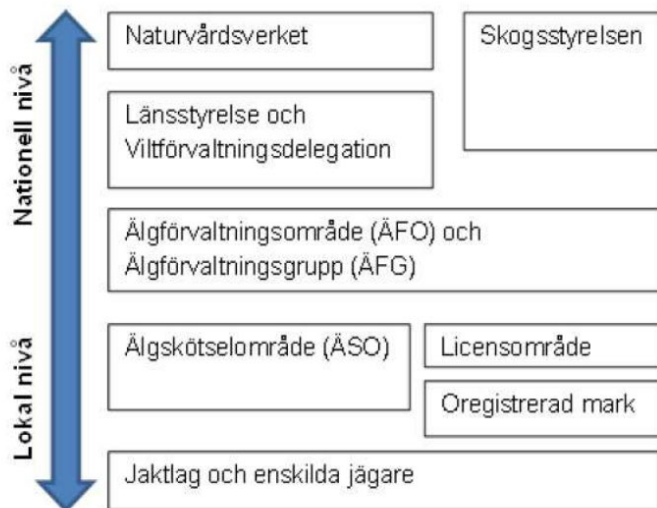 Nationell nivå
Lokal nivå
Naturvårdsverket
Skogsstyrelsen
Länsstyrelse och
Viltförvaltningsdelegation
Älgförvaltningsområde (ÄFO) och
Älgförvaltningsgrupp (ÄFG)
Älgskötselområde (ÄSO)
Licensområde
Oregistrerad mark
Jaktlag och enskilda jägare